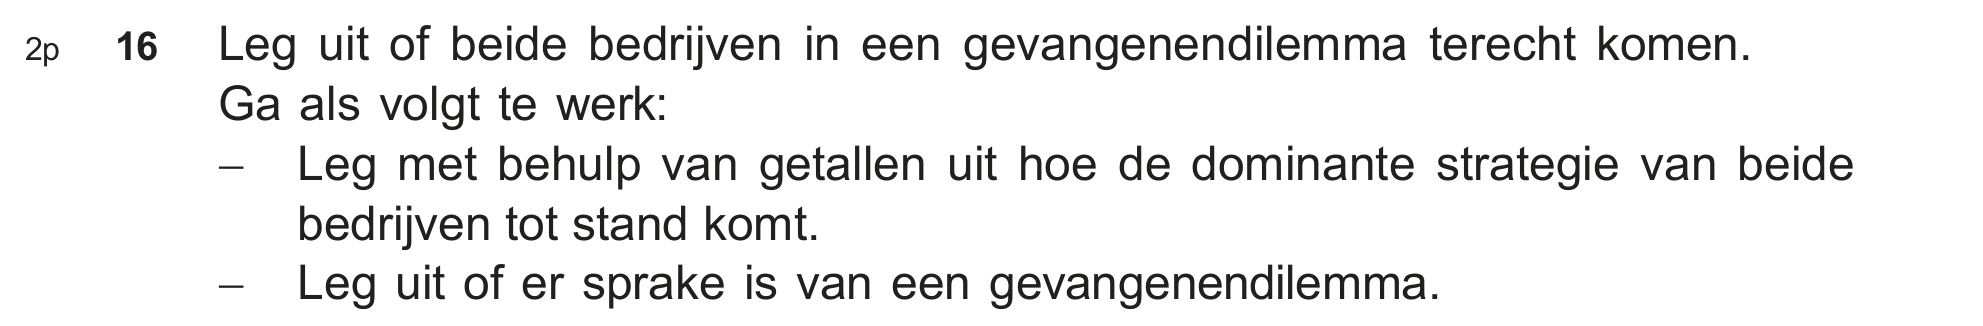 2p 16 Leg uit of beide bedrijven in een gevangenendilemma terecht komen.
Ga als volgt te werk:
– Leg met behulp van getallen uit hoe de dominante strategie van beide
bedrijven tot stand komt.
– Leg uit of er sprake is van een gevangenendilemma.